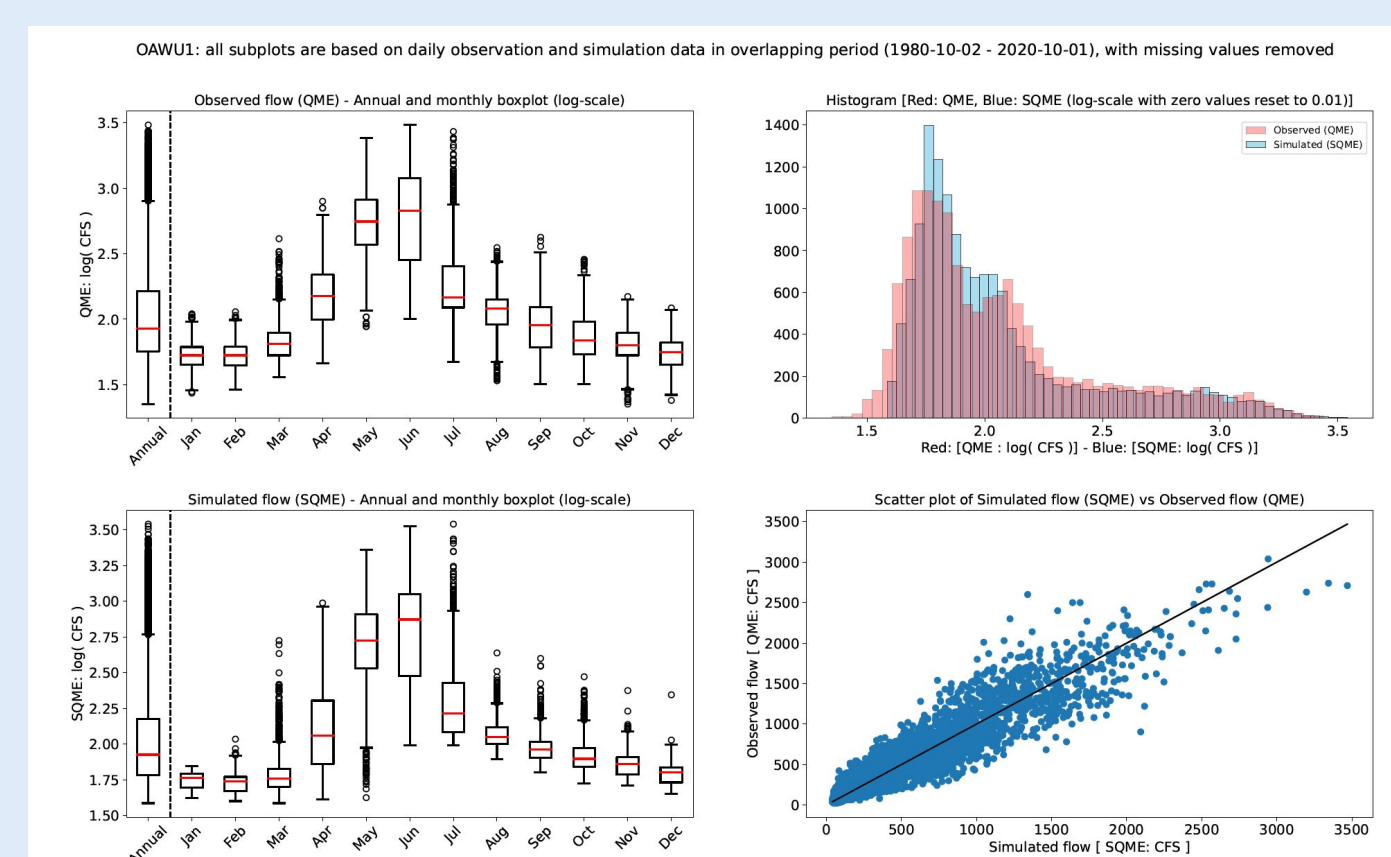 OAWU1: all subplots are based on daily observation and simulation data in overlapping period (1980-10-02 - 2020-10-01), with missing values removed
Observed flow (QME) - Annual and monthly boxplot (log-scale)
QME: log( CFS )
3.5
3.0
2.5
2.0
1.5
Annual Jan Feb Mar Apr May Jun Jul Aug Sep Oct Nov Dec
Histogram [Red: QME, Blue: SQME (log-scale with zero values reset to 0.01)]
Observed (QME)
Simulated (SQME)
1400
1200
1000
800
600
400
200
0
1.5 2.0 2.5 3.0 3.5
Red: [QME : log( CFS )] - Blue: [SQME: log( CFS )]
Simulated flow (SQME) - Annual and monthly boxplot (log-scale)
SQME: log( CFS )
3.50
3.25
3.00
2.75
2.50
2.25
2.00
1.75
1.50
Annual Jan Feb Mar Apr May Jun Jul Aug Sep Oct Nov Dec
Scatter plot of Simulated flow (SQME) vs Observed flow (QME)
Observed flow [ QME: CFS ]
3500
3000
2500
2000
1500
1000
500
0
0 500 1000 1500 2000 2500 3000 3500
Simulated flow [ SQME: CFS ]